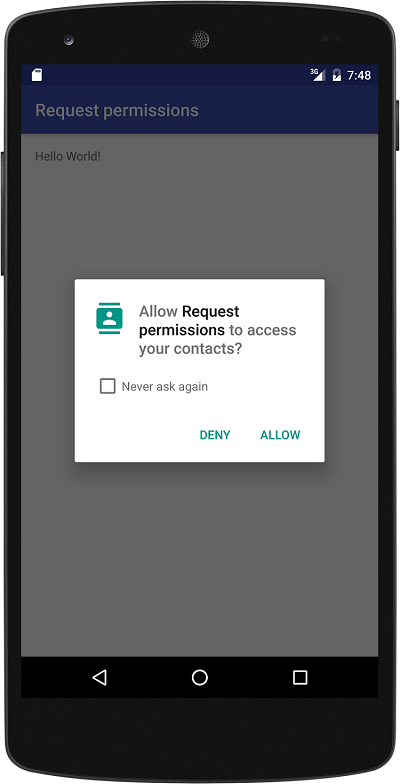 3G 7:48
Request permissions
Hello World!
Allow Request
permissions to access
your contacts?
Never ask again
DENY ALLOW